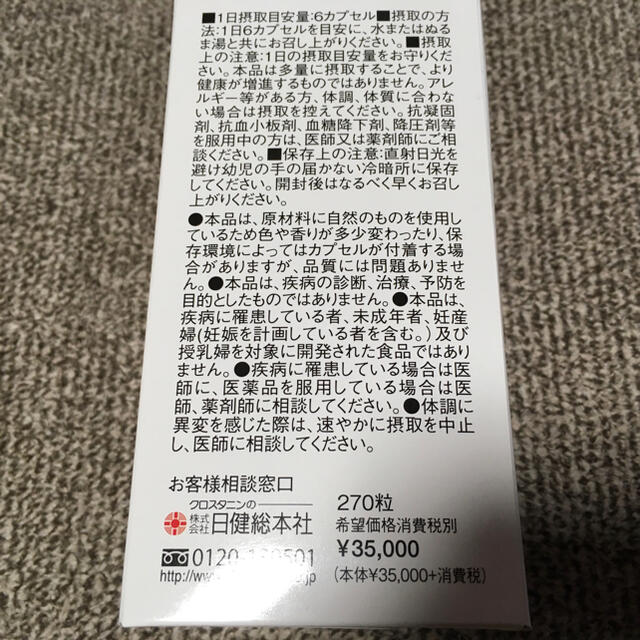 ■1日摂取目安量:6カプセル■摂取の方
法:1日6カプセルを目安に、水またはぬる
ま湯と共にお召し上がりください。■摂取
上の注意:1日の摂取目安量をお守りくださ
い。本品は多量に摂取することで、より
健康が増進するものではありません。アレ
ルギー等がある方、体調、体質に合わな
い場合は摂取を控えてください。抗凝固
剤、抗血小板剤、血糖降下剤、降圧剤等
を服用中の方は、医師又は薬剤師にご相
談ください。■保存上の注意:直射日光を
避け幼児の手の届かない冷暗所に保存
してください。開封後はなるべく早くお召し
上がりください。
●本品は、原材料に自然のものを使用し
ているため色や香りが多少変わったり、保
存環境によってはカプセルが付着する場
合がありますが、品質には問題ありませ
ん。●本品は、疾病の診断、治療、予防を
目的としたものではありません。●本品は、
疾病に罹患している者、未成年者、妊産
婦(妊娠を計画している者を含む。)及び
授乳婦を対象に開発された食品ではあり
ません。●疾病に罹患している場合は医
師に、医薬品を服用している場合は医
師、薬剤師に相談してください。●体調に
異変を感じた際は、速やかに摂取を中止
し、医師に相談してください。
お客様相談窓口
クロスタニンの
株式会社 日健総本社
0120-1 0501
http://www. .jp
270粒
希望価格消費税別
¥35,000
(本体¥35,000+消費税)